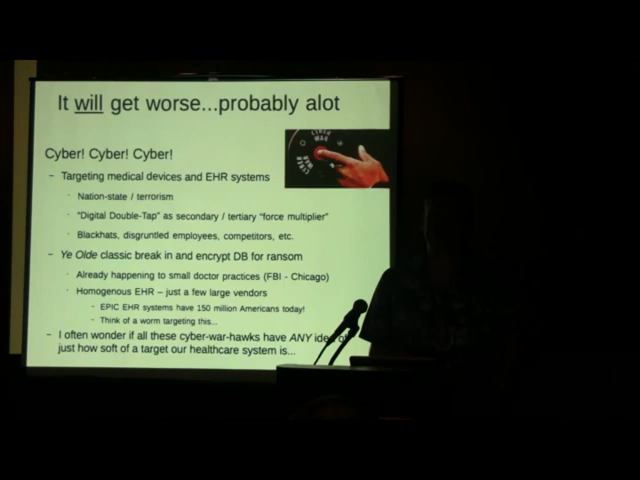 It will get worse...probably alot
CYBER
WAR
Cyber! Cyber! Cyber!
– Targeting medical devices and EHR systems
· Nation-state / terrorism
· "Digital Double-Tap" as secondary / tertiary "force multiplier"
· Blackhats, disgruntled employees, competitors, etc.
– Ye Olde classic break in and encrypt DB for ransom
· Already happening to small doctor practices (FBI - Chicago)
· Homogenous EHR – just a few large vendors
– EPIC EHR systems have 150 million Americans today!
– Think of a worm targeting this...
– I often wonder if all these cyber-war-hawks have ANY idea of
just how soft of a target our healthcare system is...